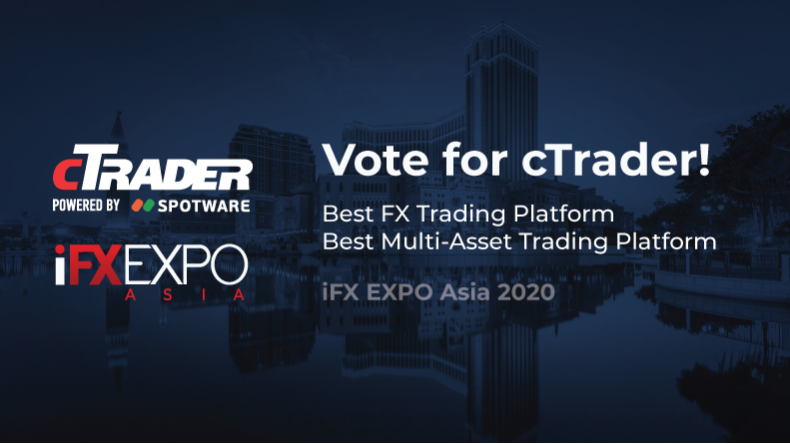 cTRADER
POWERED BY SPOTWARE
iFXEXPO
ASIA
Vote for cTrader!
Best FX Trading Platform
Best Multi-Asset Trading Platform
iFX EXPO Asia 2020